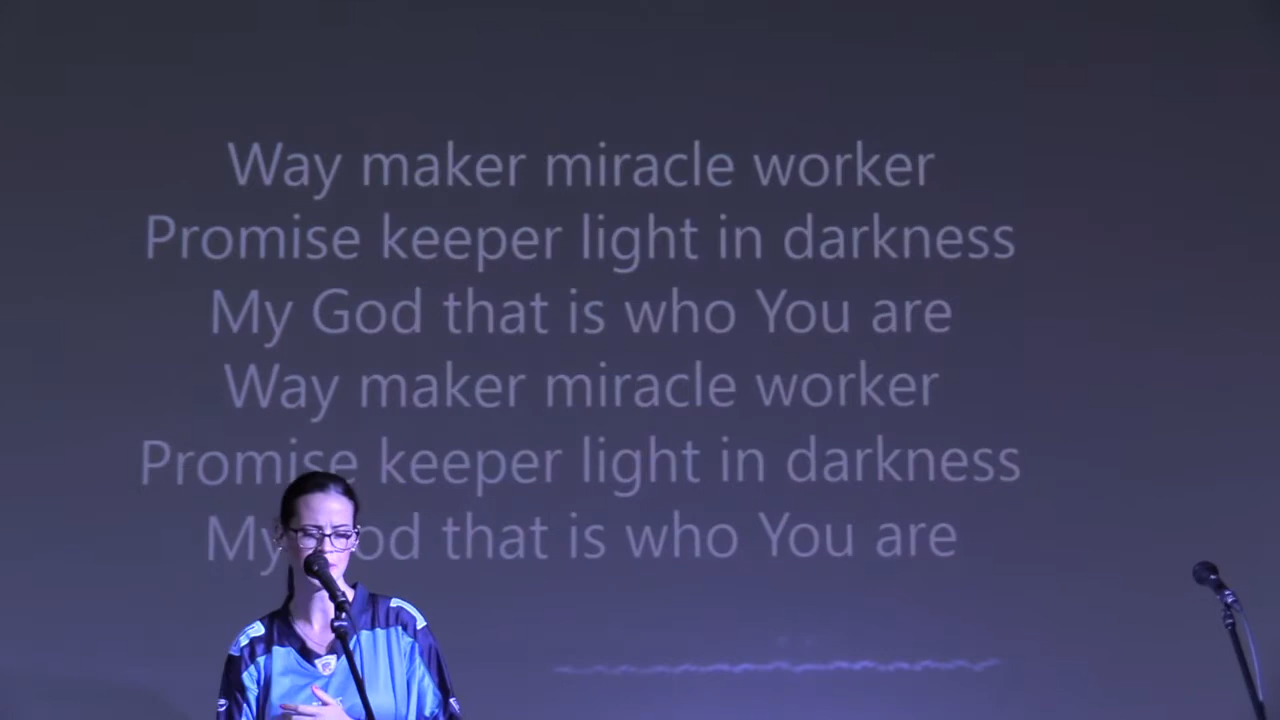 Way maker miracle worker
Promise keeper light in darkness
My God that is who You are
Way maker miracle worker
Promise keeper light in darkness
My God that is who You are